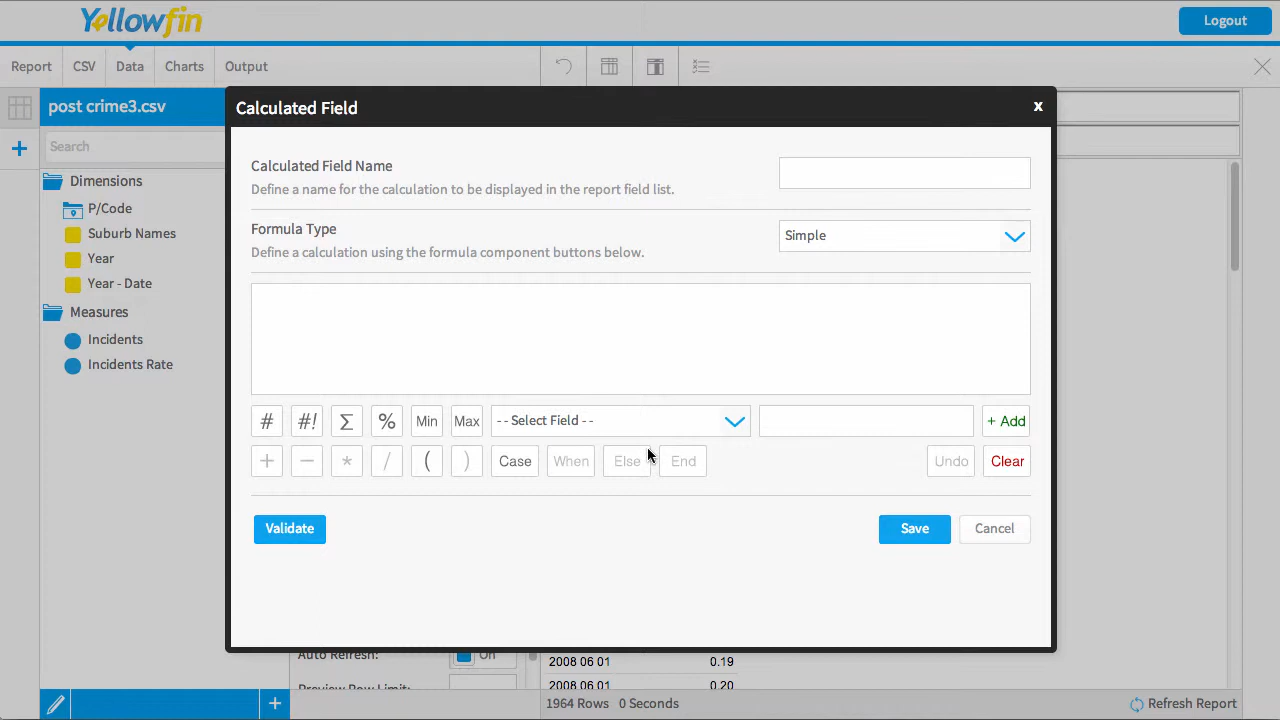 Yellowfin
Logout
Report CSV Data Charts Output
post crime3.csv
Search
Dimensions
P/Code
Suburb Names
Year
Year - Date
Measures
Incidents
Incidents Rate
Calculated Field x
Calculated Field Name
Define a name for the calculation to be displayed in the report field list.
Formula Type
Simple
Define a calculation using the formula component buttons below.
# #! Σ % Min Max - - Select Field - - + Add
+ − * / ( ) Case When Else End Undo Clear
Validate Save Cancel
Auto Refresh: On
2008 06 01 0.19
Preview Row Limit:
2008 06 01 0.20
1964 Rows 0 Seconds Refresh Report